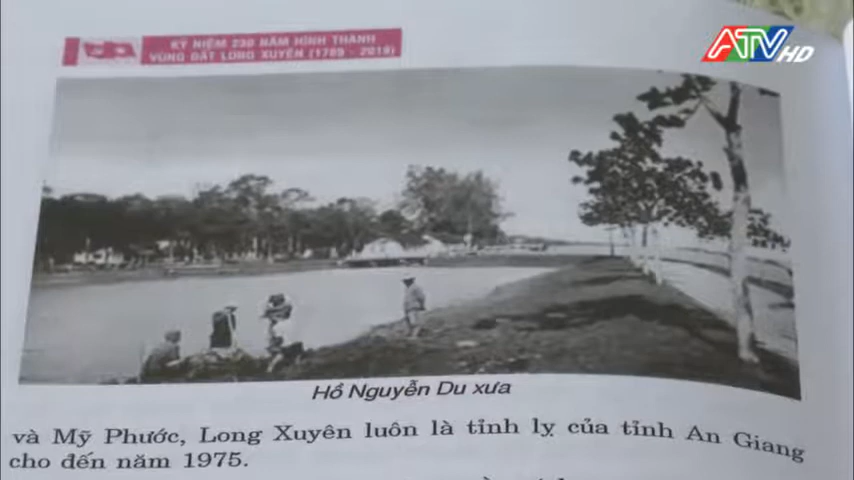 ATV HD
KỶ NIỆM 230 NĂM HÌNH THÀNH
VÙNG ĐẤT LONG XUYÊN (1789 - 2019)
Hồ Nguyễn Du xưa
và Mỹ Phước, Long Xuyên luôn là tỉnh lỵ của tỉnh An Giang
cho đến năm 1975.